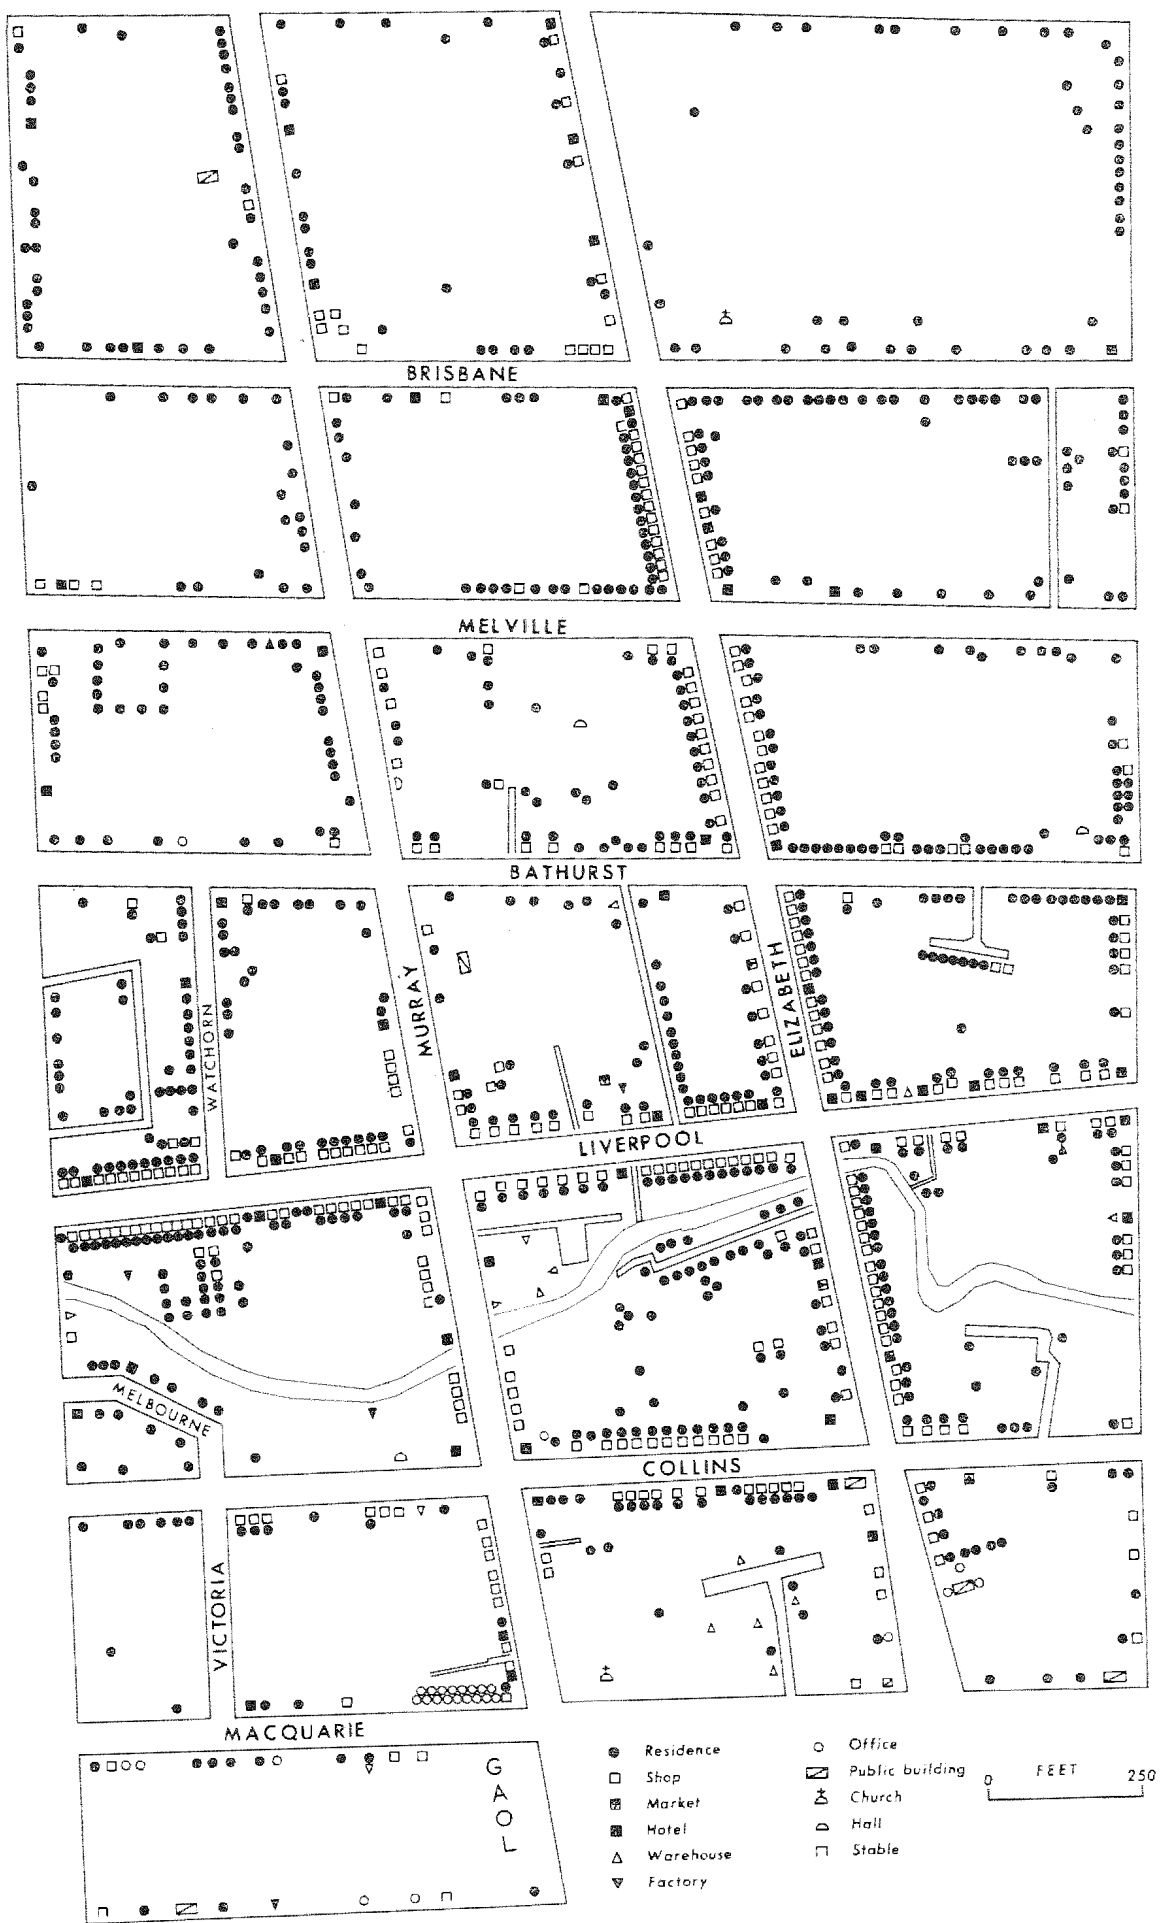 BRISBANE
MELVILLE
BATHURST
WATCHORN
MURRAY
ELIZABETH
LIVERPOOL
MELBOURNE
COLLINS
VICTORIA
MACQUARIE
GAOL
Residence
Shop
Market
Hotel
Warehouse
Factory
Office
Public building
Church
Hall
Stable
0 FEET 250